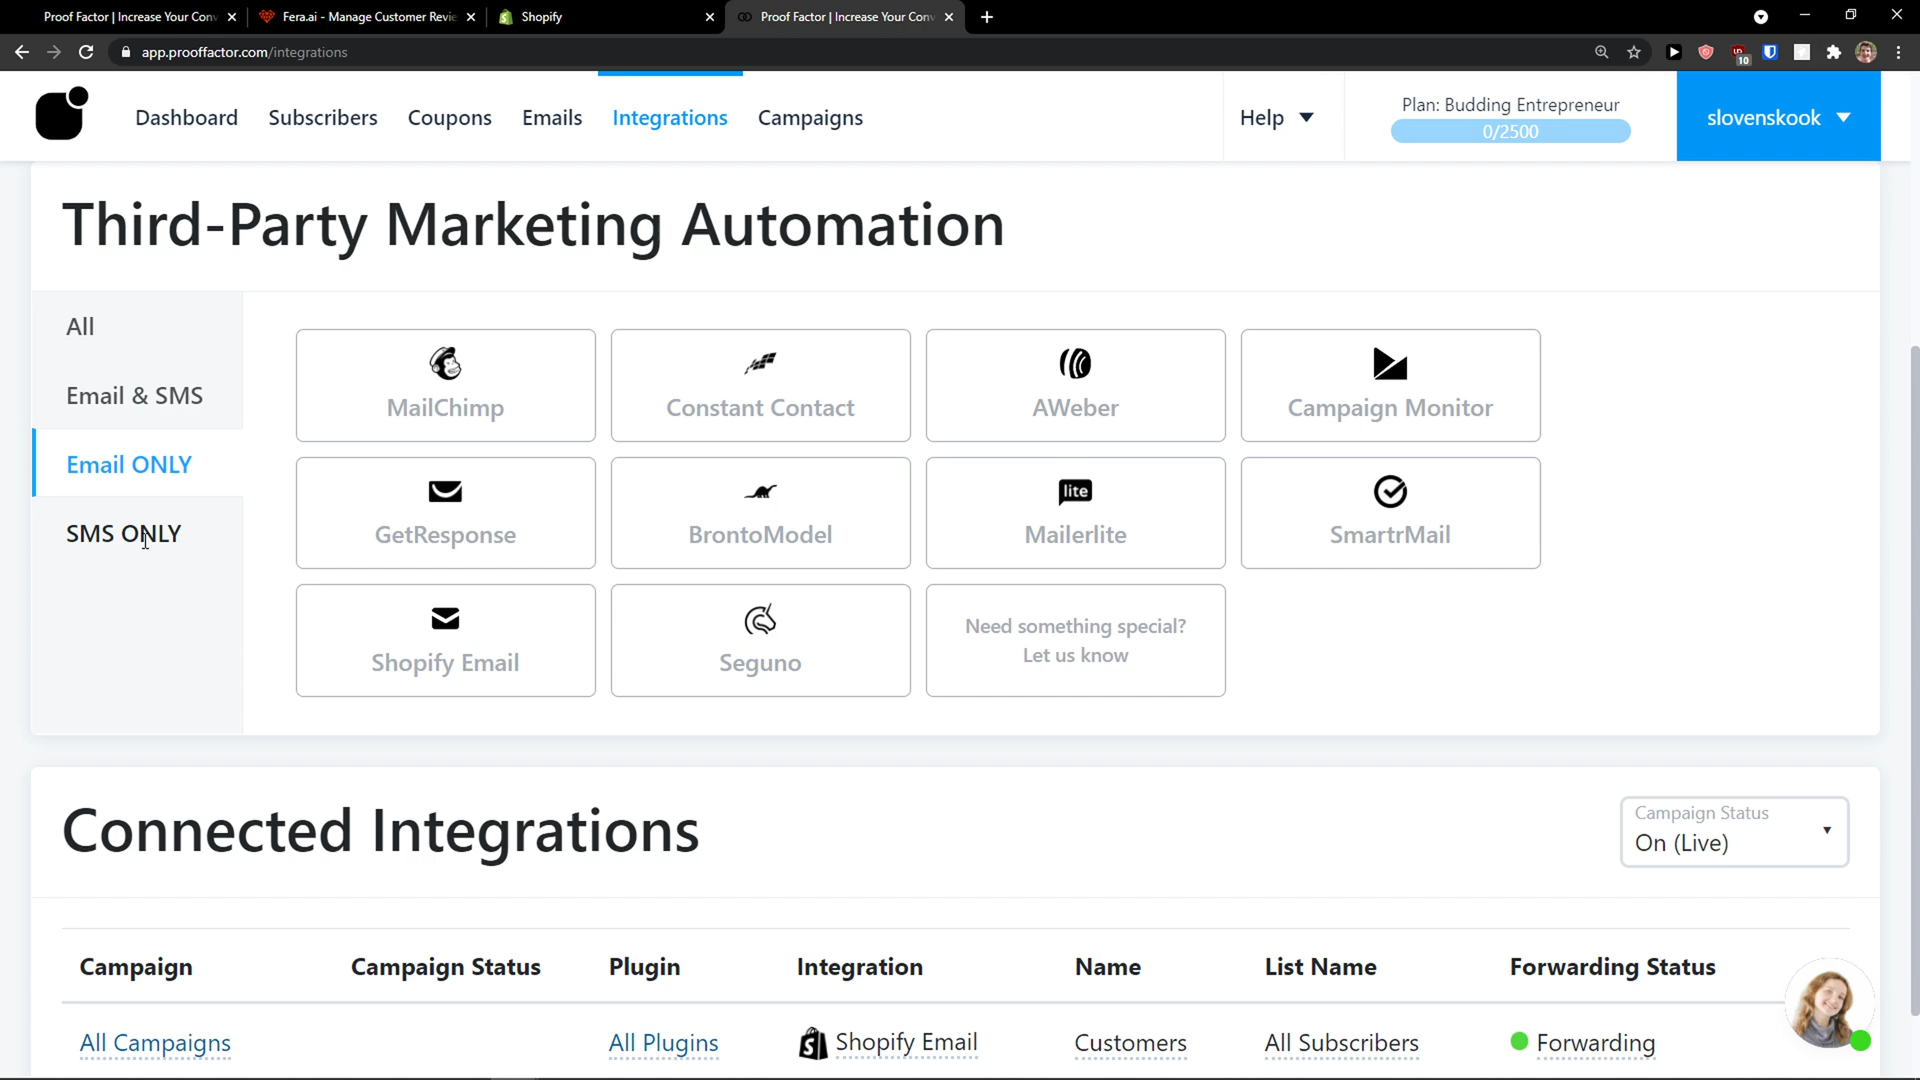 Proof Factor | Increase Your Conv
Fera.ai - Manage Customer Revie
Shopify
Proof Factor | Increase Your Conv
app.prooffactor.com/integrations
10
Dashboard
Subscribers
Coupons
Emails
Integrations
Campaigns
Help
Plan: Budding Entrepreneur
0/2500
slovenskook
Third-Party Marketing Automation
All
Email & SMS
Email ONLY
SMS ONLY
MailChimp
Constant Contact
AWeber
Campaign Monitor
GetResponse
BrontoModel
lite
Mailerlite
SmartrMail
Shopify Email
Seguno
Need something special?
Let us know
Connected Integrations
Campaign Status
On (Live)
Campaign
Campaign Status
Plugin
Integration
Name
List Name
Forwarding Status
All Campaigns
All Plugins
Shopify Email
Customers
All Subscribers
Forwarding